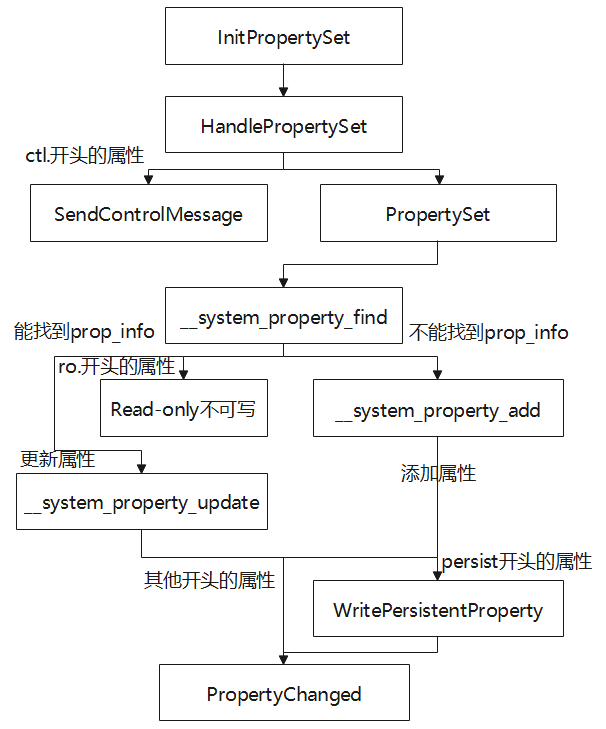 InitPropertySet
HandlePropertySet
ctl.开头的属性
SendControlMessage
PropertySet
__system_property_find
能找到prop_info
不能找到prop_info
ro.开头的属性
Read-only不可写
__system_property_add
更新属性
添加属性
__system_property_update
persist开头的属性
其他开头的属性
WritePersistentProperty
PropertyChanged